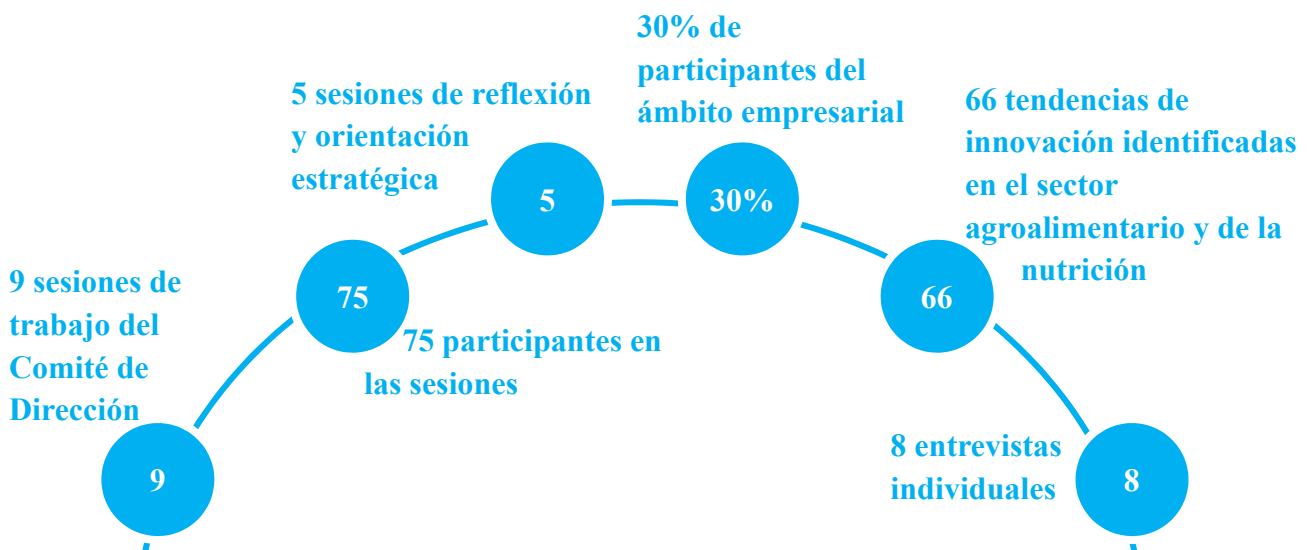 9 sesiones de
trabajo del
Comité de
Dirección
9
75
75 participantes en
las sesiones
5 sesiones de reflexión
y orientación
estratégica
5
30% de
participantes del
ámbito empresarial
30%
66 tendencias de
innovación identificadas
en el sector
agroalimentario y de la
nutrición
66
8 entrevistas
individuales
8